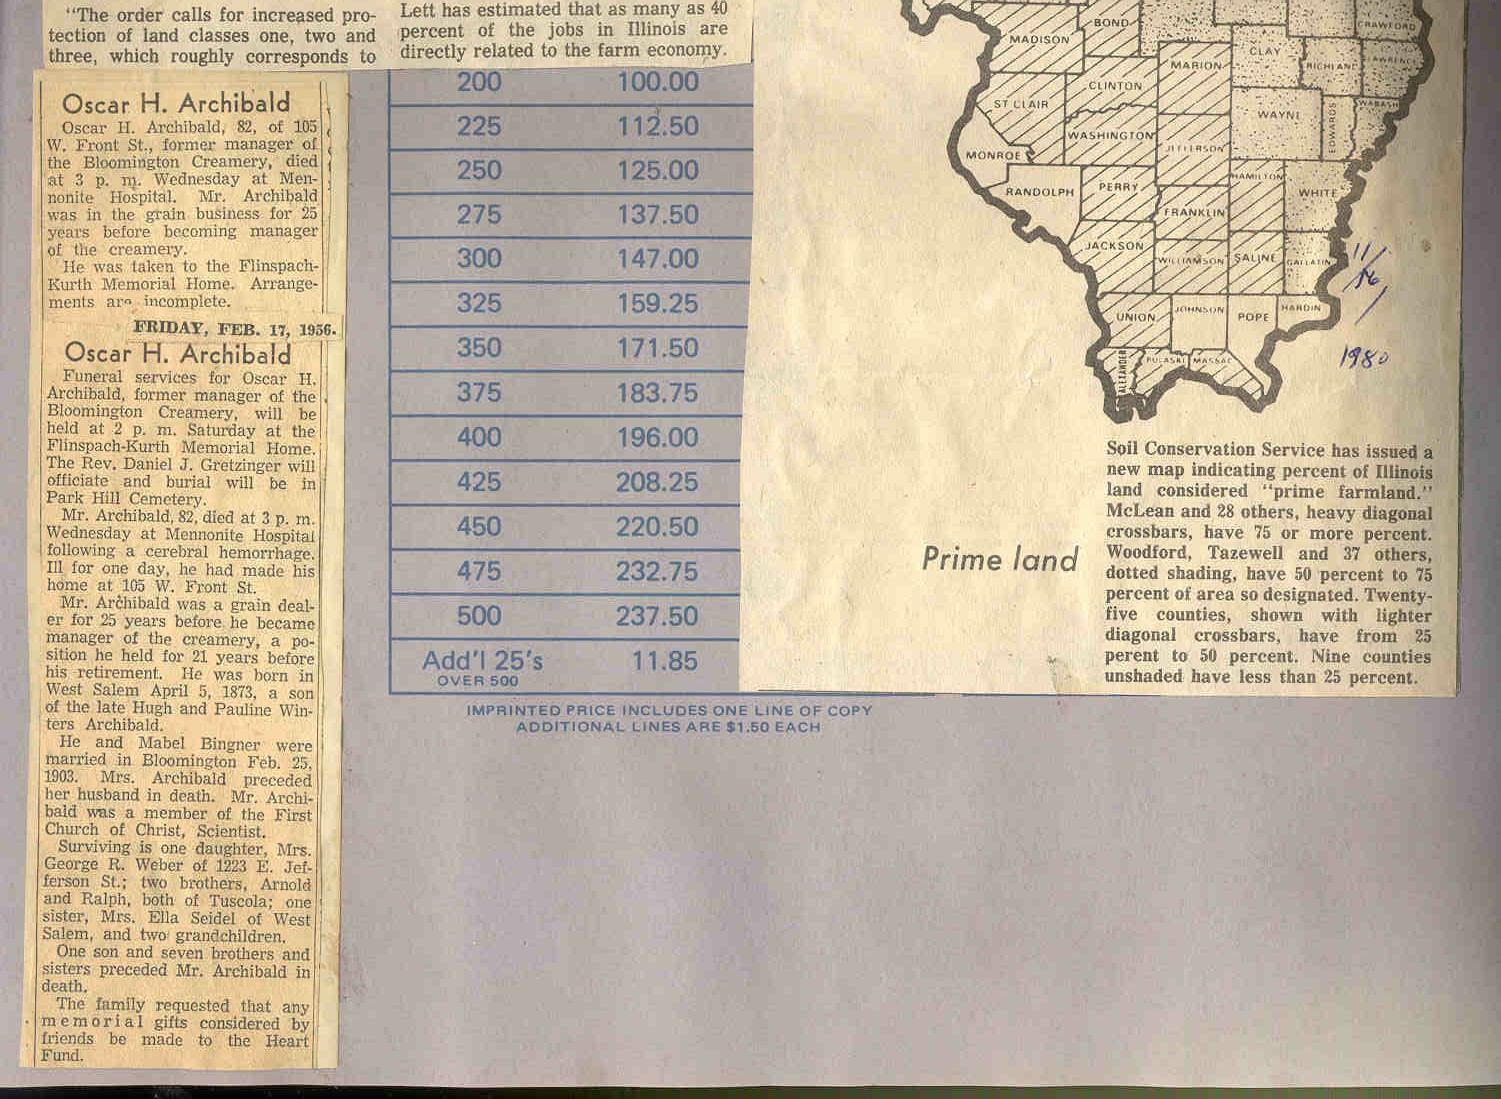 "The order calls for increased pro-
tection of land classes one, two and
three, which roughly corresponds to
Lett has estimated that as many as 40
percent of the jobs in Illinois are
directly related to the farm economy.
Oscar H. Archibald
Oscar H. Archibald, 82, of 105
W. Front St., former manager of
the Bloomington Creamery, died
at 3 p. m. Wednesday at Men-
nonite Hospital. Mr. Archibald
was in the grain business for 25
years before becoming manager
of the creamery.
He was taken to the Flinspach-
Kurth Memorial Home. Arrange-
ments are incomplete.
FRIDAY, FEB. 17, 1956.
Oscar H. Archibald
Funeral services for Oscar H.
Archibald, former manager of the
Bloomington Creamery, will be
held at 2 p. m. Saturday at the
Flinspach-Kurth Memorial Home.
The Rev. Daniel J. Gretzinger will
officiate and burial will be in
Park Hill Cemetery.
Mr. Archibald, 82, died at 3 p. m.
Wednesday at Mennonite Hospital
following a cerebral hemorrhage.
Ill for one day, he had made his
home at 105 W. Front St.
Mr. Archibald was a grain deal-
er for 25 years before he became
manager of the creamery, a po-
sition he held for 21 years before
his retirement. He was born in
West Salem April 5, 1873, a son
of the late Hugh and Pauline Win-
ters Archibald.
He and Mabel Bingner were
married in Bloomington Feb. 25,
1903. Mrs. Archibald preceded
her husband in death. Mr. Archi-
bald was a member of the First
Church of Christ, Scientist.
Surviving is one daughter, Mrs.
George R. Weber of 1223 E. Jef-
ferson St.; two brothers, Arnold
and Ralph, both of Tuscola; one
sister, Mrs. Ella Seidel of West
Salem, and two grandchildren.
One son and seven brothers and
sisters preceded Mr. Archibald in
death.
The family requested that any
memorial gifts considered by
friends be made to the Heart
Fund.
200 100.00
225 112.50
250 125.00
275 137.50
300 147.00
325 159.25
350 171.50
375 183.75
400 196.00
425 208.25
450 220.50
475 232.75
500 237.50
Add'l 25's 11.85
OVER 500
IMPRINTED PRICE INCLUDES ONE LINE OF COPY
ADDITIONAL LINES ARE $1.50 EACH
BOND
CRAWFORD
MADISON
CLAY
MARION
RICHLAND
LAWRENCE
CLINTON
ST CLAIR
WABASH
WAYNE
EDWARDS
WASHINGTON
JEFFERSON
MONROE
HAMILTON
RANDOLPH
PERRY
WHITE
FRANKLIN
JACKSON
WILLIAMSON
SALINE
GALLATIN
UNION
JOHNSON
POPE
HARDIN
ALEXANDER
PULASKI
MASSAC
11/
16/
1980
Prime land
Soil Conservation Service has issued a
new map indicating percent of Illinois
land considered "prime farmland."
McLean and 28 others, heavy diagonal
crossbars, have 75 or more percent.
Woodford, Tazewell and 37 others,
dotted shading, have 50 percent to 75
percent of area so designated. Twenty-
five counties, shown with lighter
diagonal crossbars, have from 25
perent to 50 percent. Nine counties
unshaded have less than 25 percent.